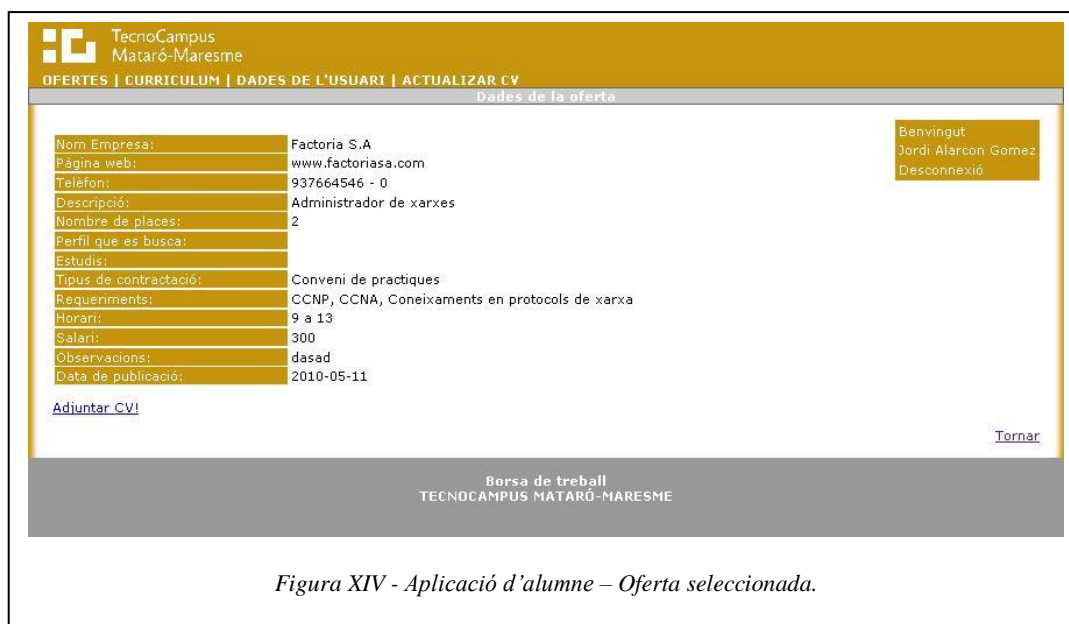 TecnoCampus
Mataró-Maresme
OFERTES | CURRICULUM | DADES DE L'USUARI | ACTUALIZAR CV
Dades de la oferta
Benvingut
Jordi Alarcon Gomez
Desconnexió
Nom Empresa: Factoria S.A
Pàgina web: www.factoriasa.com
Telèfon: 937664546 - 0
Descripció: Administrador de xarxes
Nombre de places: 2
Perfil que es busca:
Estudis:
Tipus de contractació: Conveni de practiques
Requeriments: CCNP, CCNA, Coneixaments en protocols de xarxa
Horari: 9 a 13
Salari: 300
Observacions: dasad
Data de publicació: 2010-05-11
Adjuntar CV!
Tornar
Borsa de treball
TECNOCAMPUS MATARÓ-MARESME
Figura XIV - Aplicació d’alumne – Oferta seleccionada.